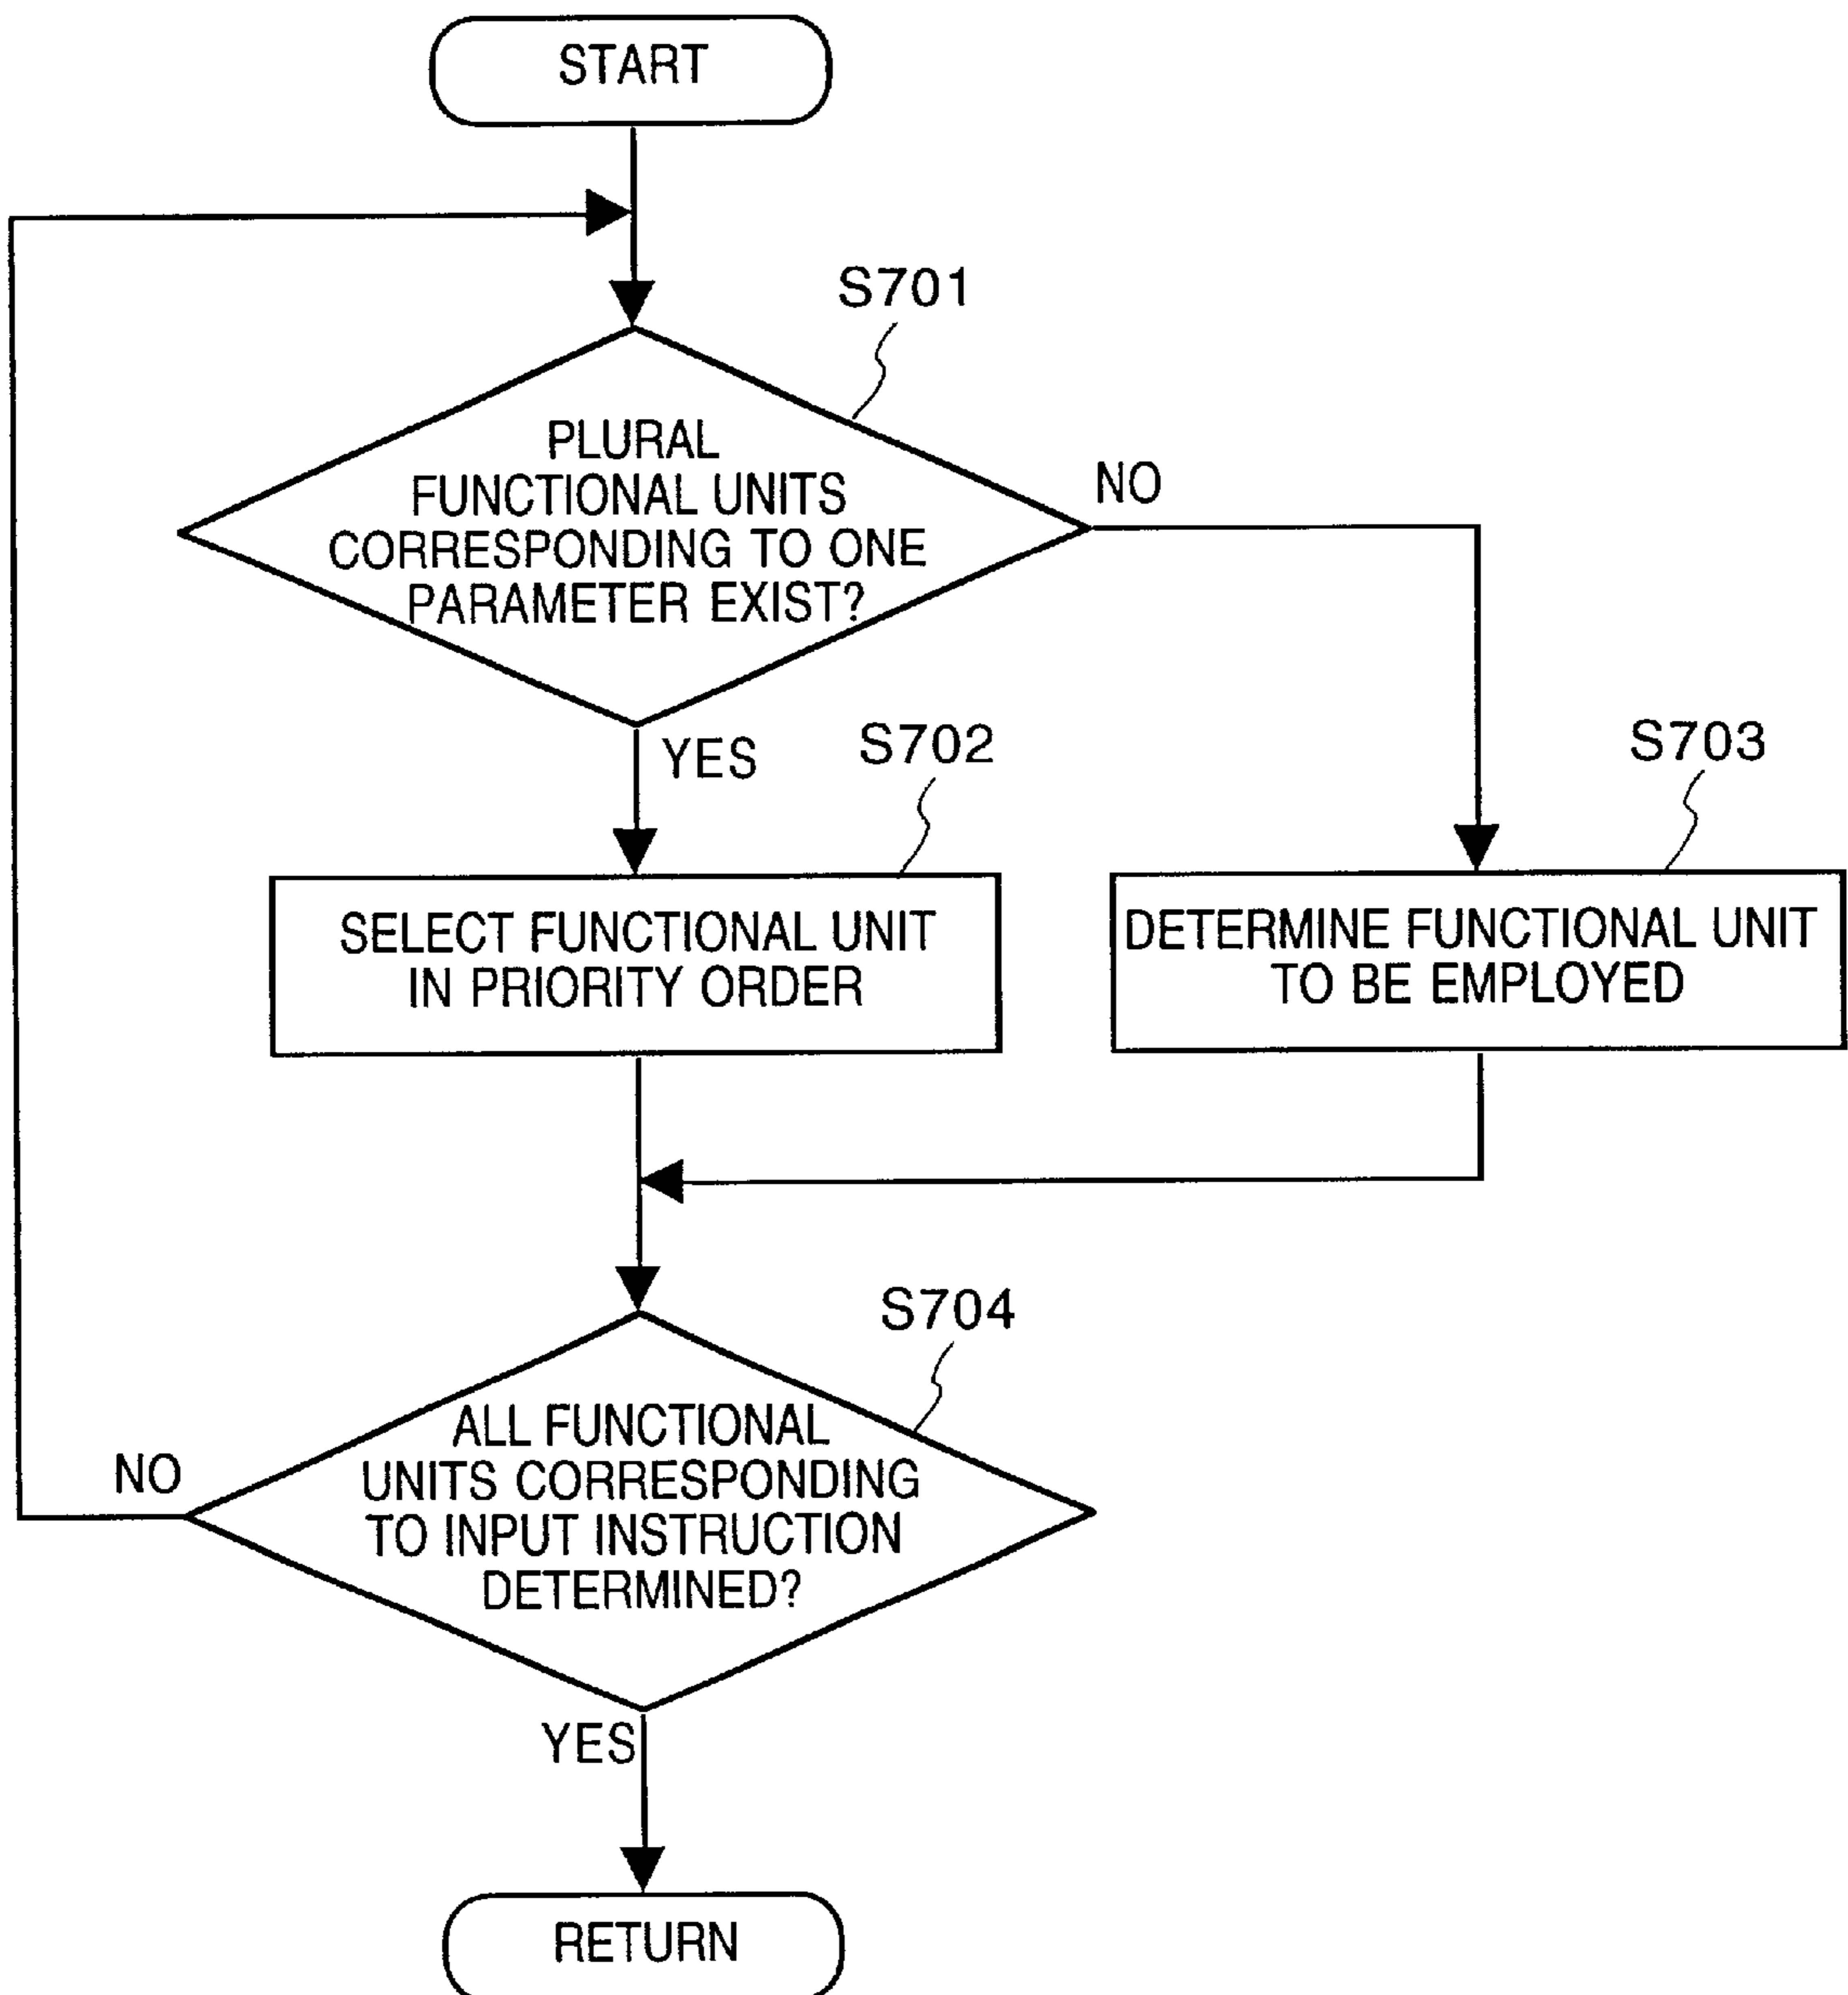 START
S701
PLURAL
FUNCTIONAL UNITS
CORRESPONDING TO ONE
PARAMETER EXIST?
NO
YES
S702
S703
SELECT FUNCTIONAL UNIT
IN PRIORITY ORDER
DETERMINE FUNCTIONAL UNIT
TO BE EMPLOYED
S704
ALL FUNCTIONAL
UNITS CORRESPONDING
TO INPUT INSTRUCTION
DETERMINED?
NO
YES
RETURN